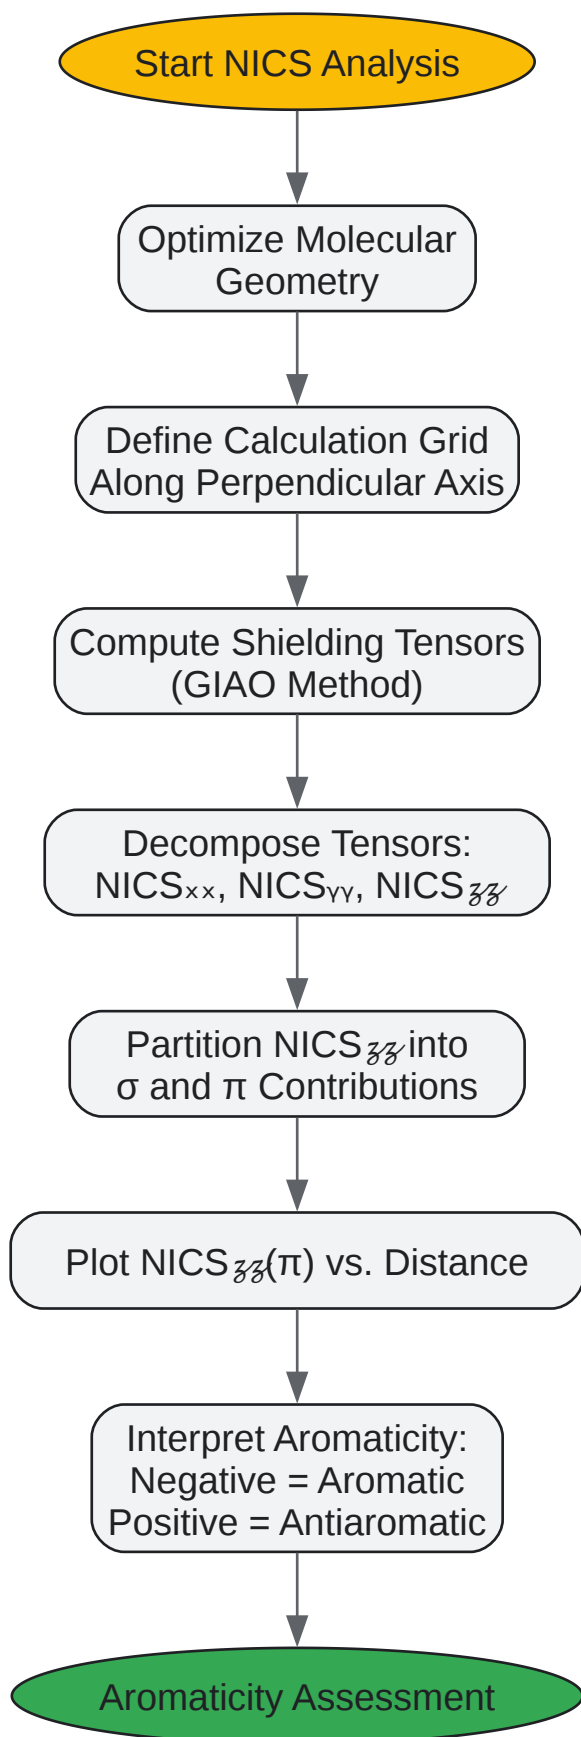 Start NICS Analysis
Optimize Molecular
Geometry
Define Calculation Grid
Along Perpendicular Axis
Compute Shielding Tensors
(GIAO Method)
Decompose Tensors:
NICSₓₓ, NICSᵧᵧ, NICS𝓏𝓏
Partition NICS𝓏𝓏 into
σ and π Contributions
Plot NICS𝓏𝓏(π) vs. Distance
Interpret Aromaticity:
Negative = Aromatic
Positive = Antiaromatic
Aromaticity Assessment